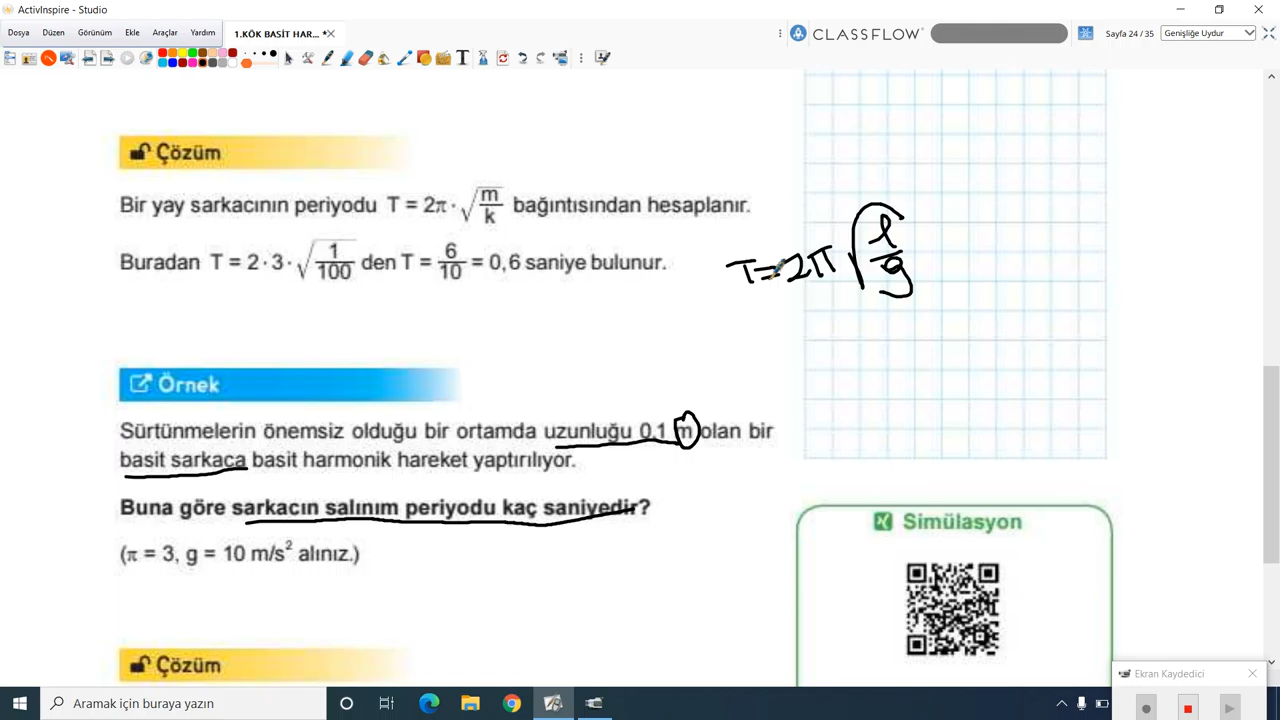 ActivInspire - Studio
Dosya Düzen Görünüm Ekle Araçlar Yardım
1.KÖK BASİT HAR... *
CLASSFLOW
Sayfa 24 / 35
Genişliğe Uydur
Çözüm
Bir yay sarkacının periyodu T = 2π · √(m/k) bağıntısından hesaplanır.
Buradan T = 2 · 3 · √(1/100) den T = 6/10 = 0,6 saniye bulunur.
T = 2π √(l/g)
Örnek
Sürtünmelerin önemsiz olduğu bir ortamda uzunluğu 0,1 m olan bir
basit sarkaca basit harmonik hareket yaptırılıyor.
Buna göre sarkacın salınım periyodu kaç saniyedir?
(π = 3, g = 10 m/s² alınız.)
Simülasyon
Çözüm
Ekran Kaydedici
Aramak için buraya yazın